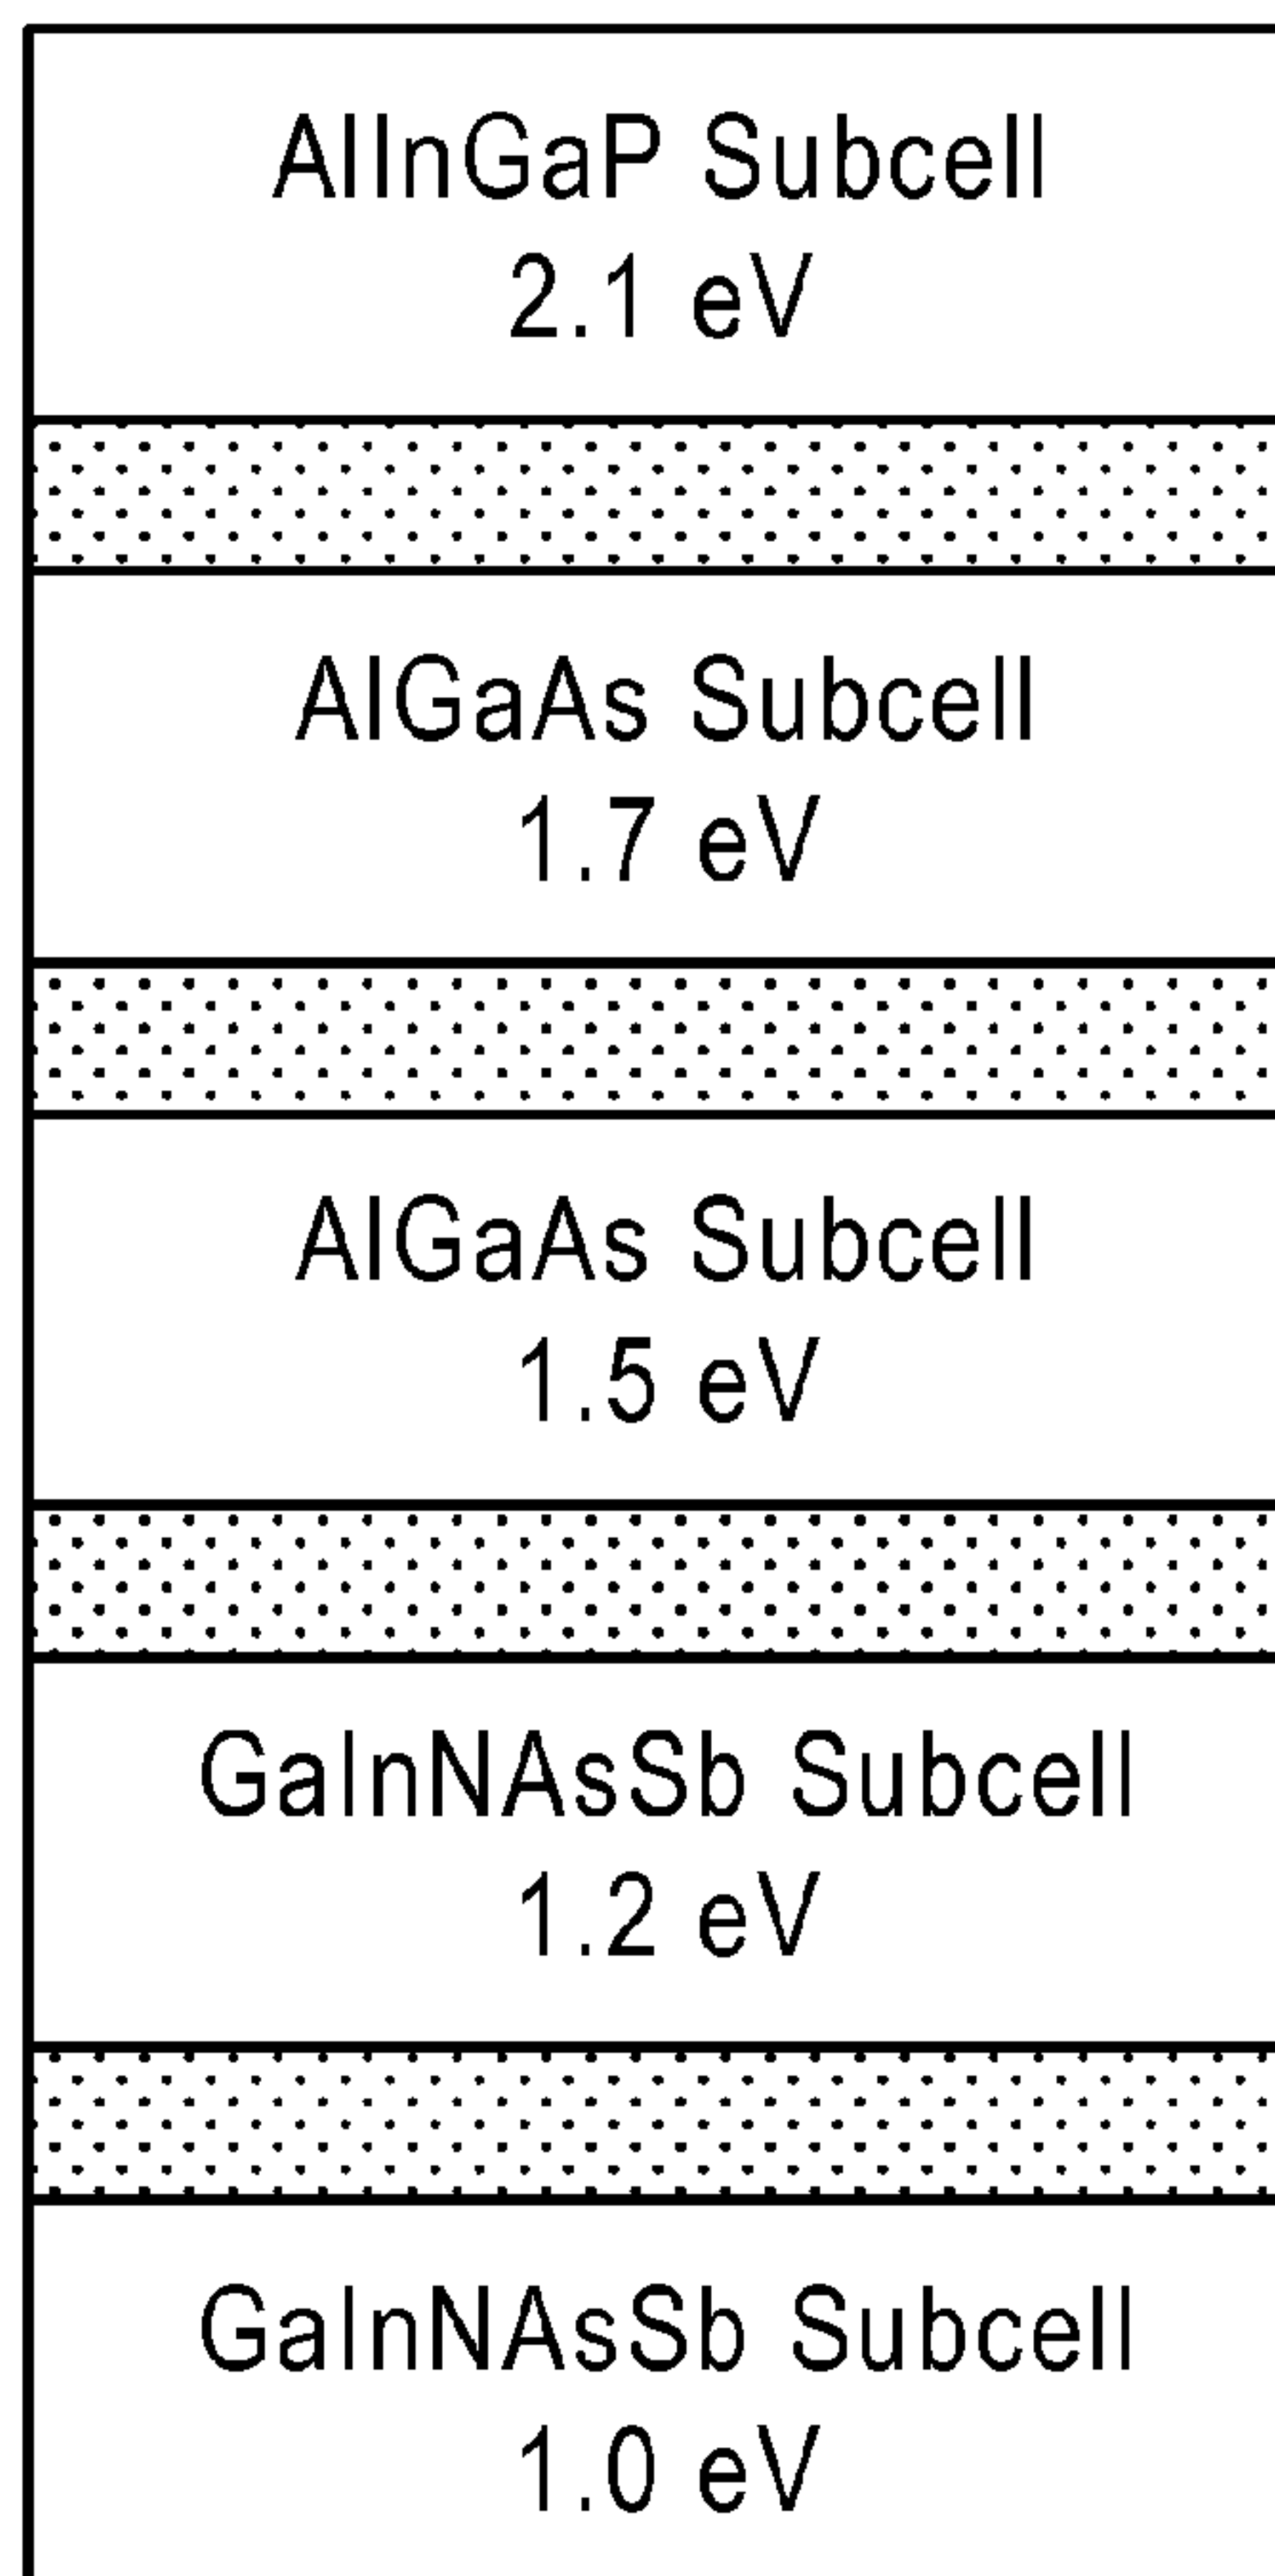 AlInGaP Subcell
2.1 eV
AlGaAs Subcell
1.7 eV
AlGaAs Subcell
1.5 eV
GaInNAsSb Subcell
1.2 eV
GaInNAsSb Subcell
1.0 eV